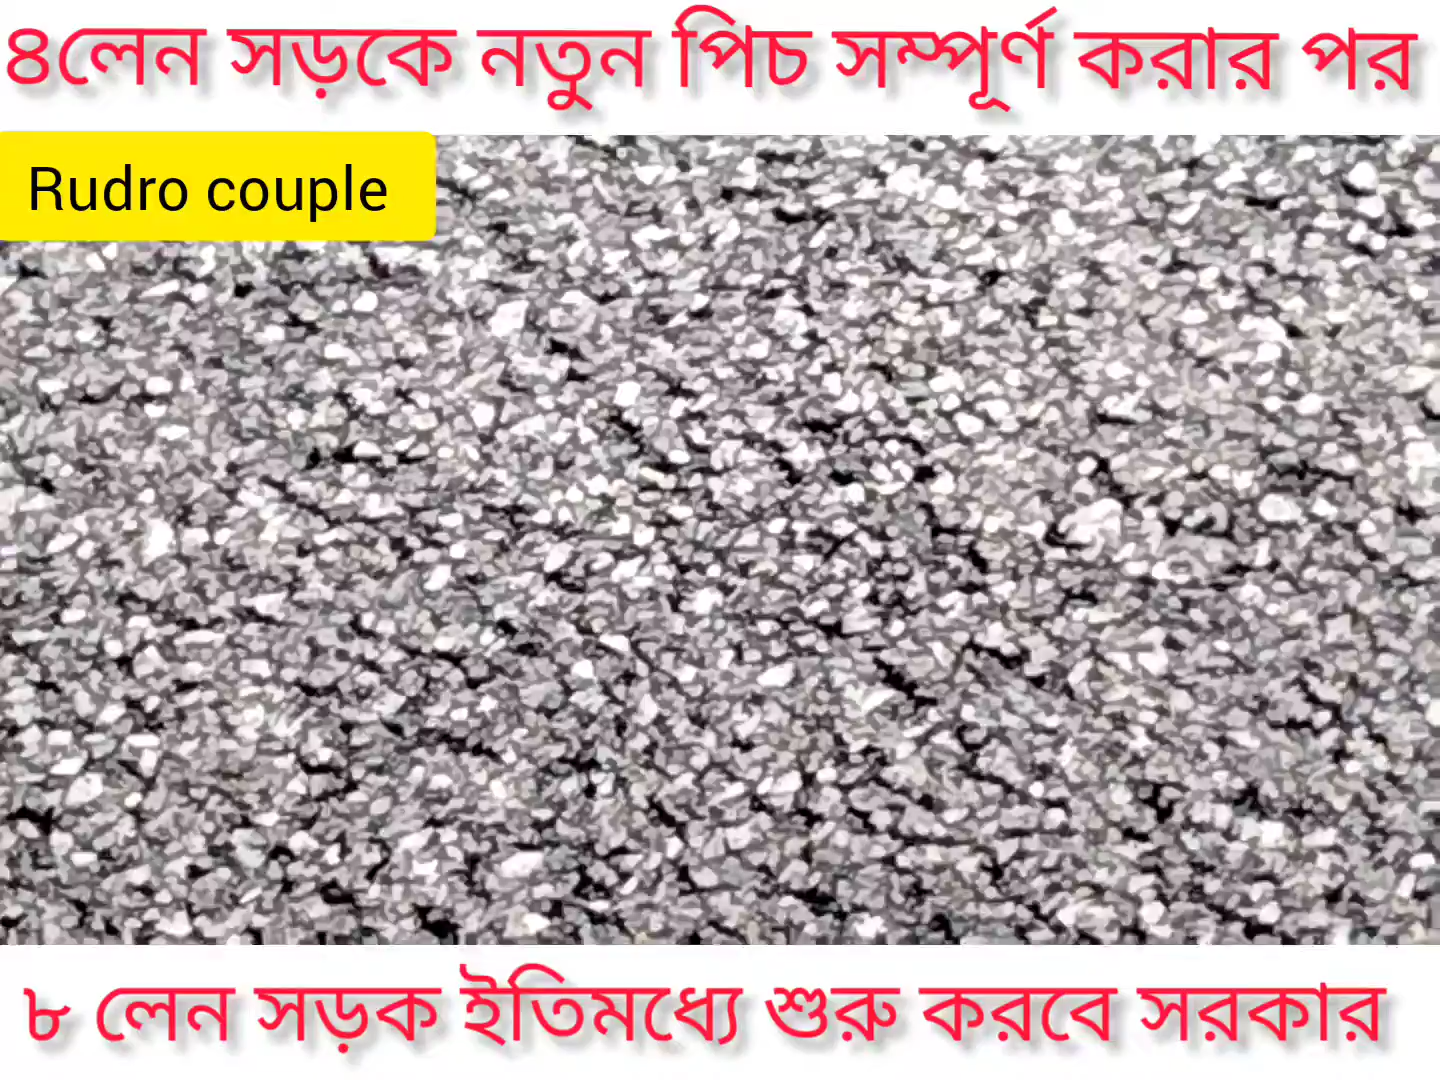 ৪লেন সড়কে নতুন পিচ সম্পূর্ণ করার পর
Rudro couple
৮ লেন সড়ক ইতিমধ্যে শুরু করবে সরকার